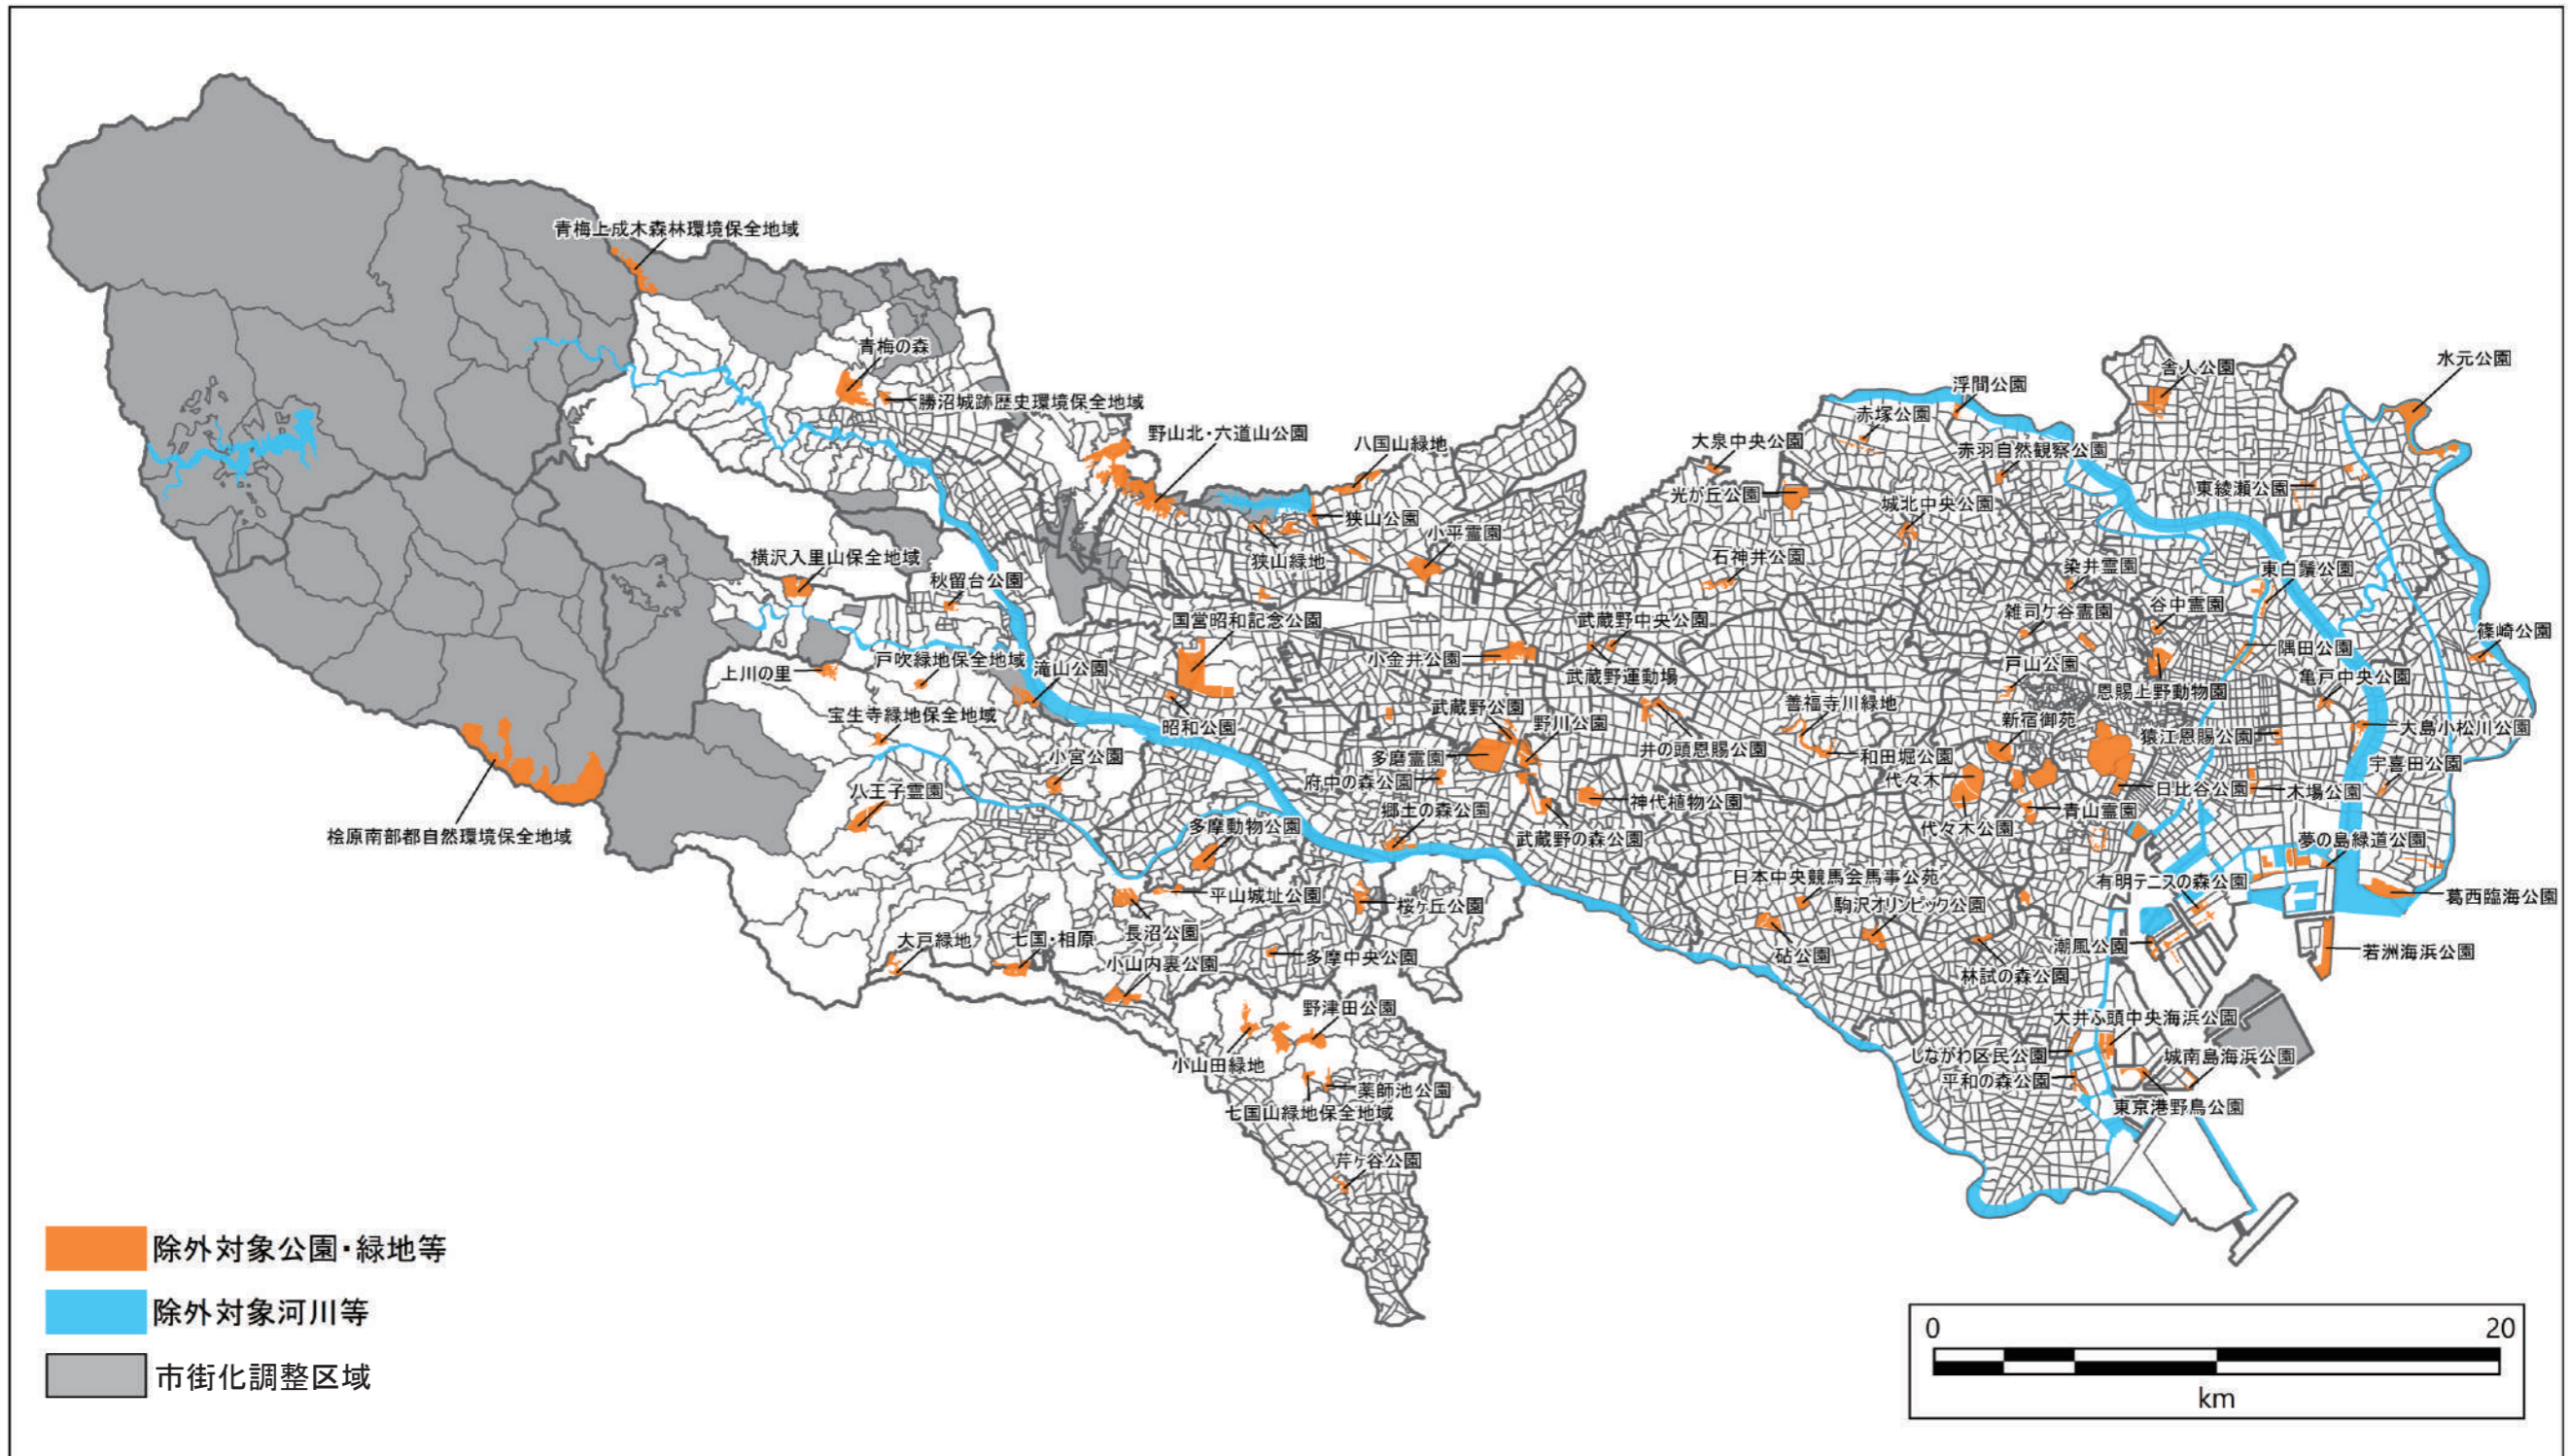 青梅上成木森林環境保全地域
青梅の森
勝沼城跡歴史環境保全地域
野山北・六道山公園
八国山緑地
大泉中央公園
赤塚公園
浮間公園
舎人公園
水元公園
赤羽自然観察公園
光が丘公園
城北中央公園
東綾瀬公園
狭山公園
小平霊園
狭山緑地
石神井公園
染井霊園
東白鬚公園
横沢入里山保全地域
秋留台公園
国営昭和記念公園
武蔵野中央公園
雑司ケ谷霊園
谷中霊園
篠崎公園
上川の里
戸吹緑地保全地域
滝山公園
小金井公園
武蔵野運動場
戸山公園
隅田公園
恩賜上野動物園
亀戸中央公園
宝生寺緑地保全地域
昭和公園
武蔵野公園
野川公園
善福寺川緑地
新宿御苑
猿江恩賜公園
大島小松川公園
小宮公園
多磨霊園
井の頭恩賜公園
和田堀公園
代々木
府中の森公園
宇喜田公園
八王子霊園
神代植物公園
日比谷公園
木場公園
郷土の森公園
青山霊園
多摩動物公園
武蔵野の森公園
代々木公園
夢の島緑道公園
桧原南部都自然環境保全地域
日本中央競馬会馬事公苑
有明テニスの森公園
平山城址公園
桜ヶ丘公園
駒沢オリンピック公園
葛西臨海公園
長沼公園
大戸緑地
七国・相原
小山内裏公園
多摩中央公園
砧公園
潮風公園
若洲海浜公園
林試の森公園
野津田公園
大井ふ頭中央海浜公園
小山田緑地
しながわ区民公園
城南島海浜公園
平和の森公園
薬師池公園
七国山緑地保全地域
東京港野鳥公園
芹ヶ谷公園
除外対象公園・緑地等
除外対象河川等
市街化調整区域
0 20
km